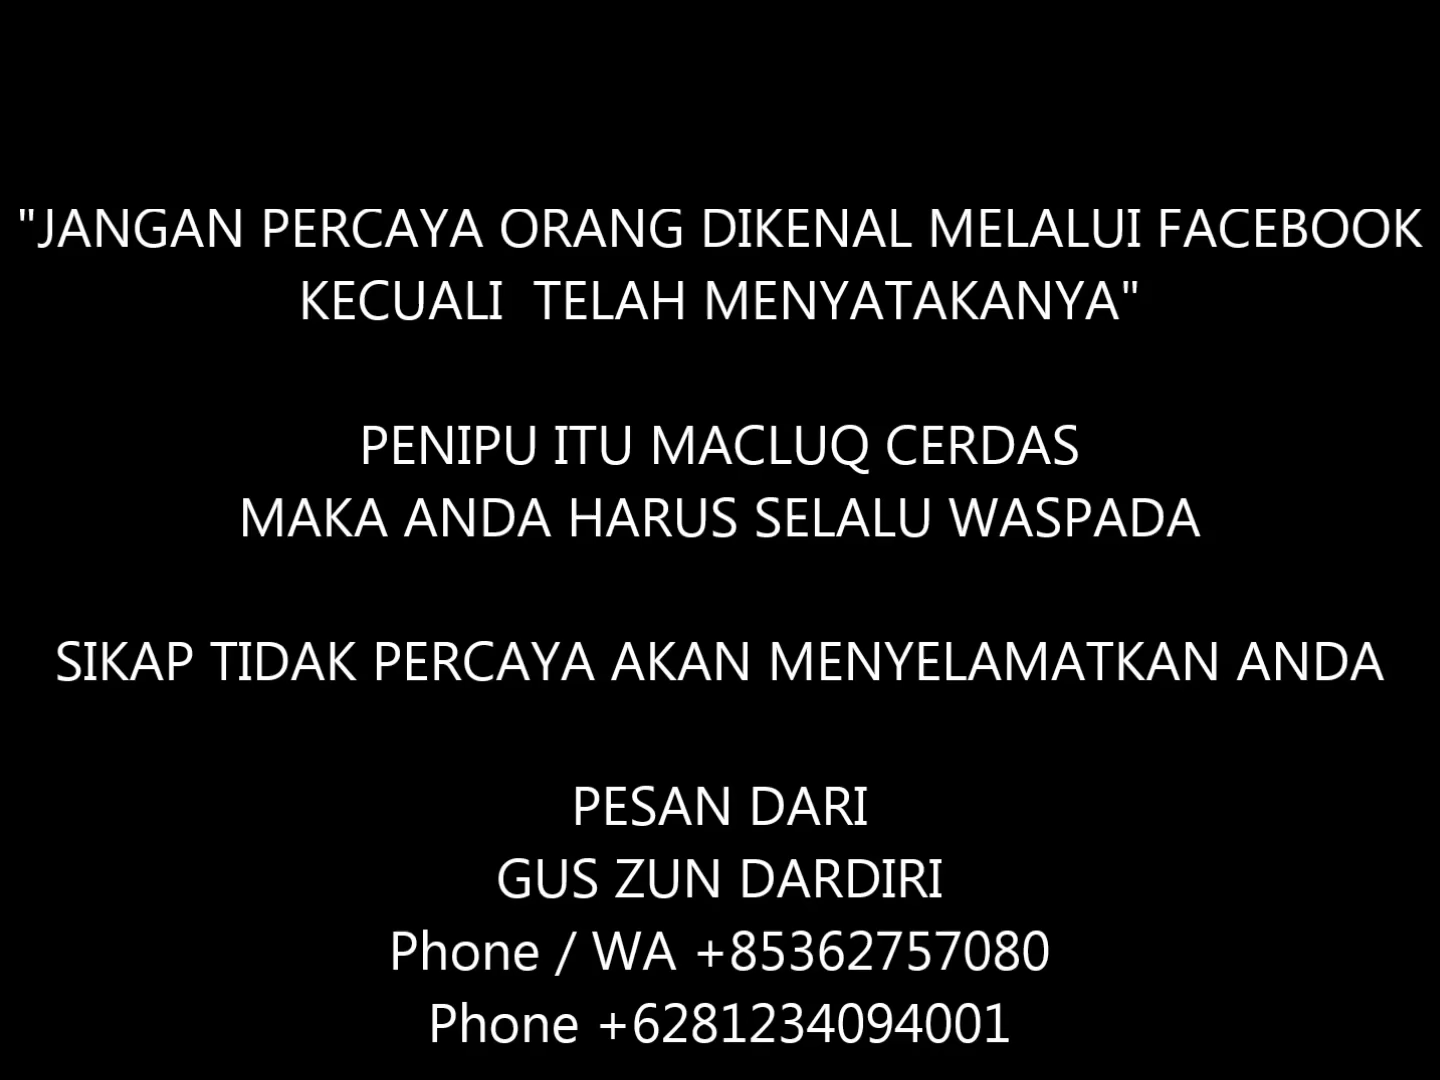 "JANGAN PERCAYA ORANG DIKENAL MELALUI FACEBOOK
KECUALI  TELAH MENYATAKANYA"
PENIPU ITU MACLUQ CERDAS
MAKA ANDA HARUS SELALU WASPADA
SIKAP TIDAK PERCAYA AKAN MENYELAMATKAN ANDA
PESAN DARI
GUS ZUN DARDIRI
Phone / WA +85362757080
Phone +6281234094001